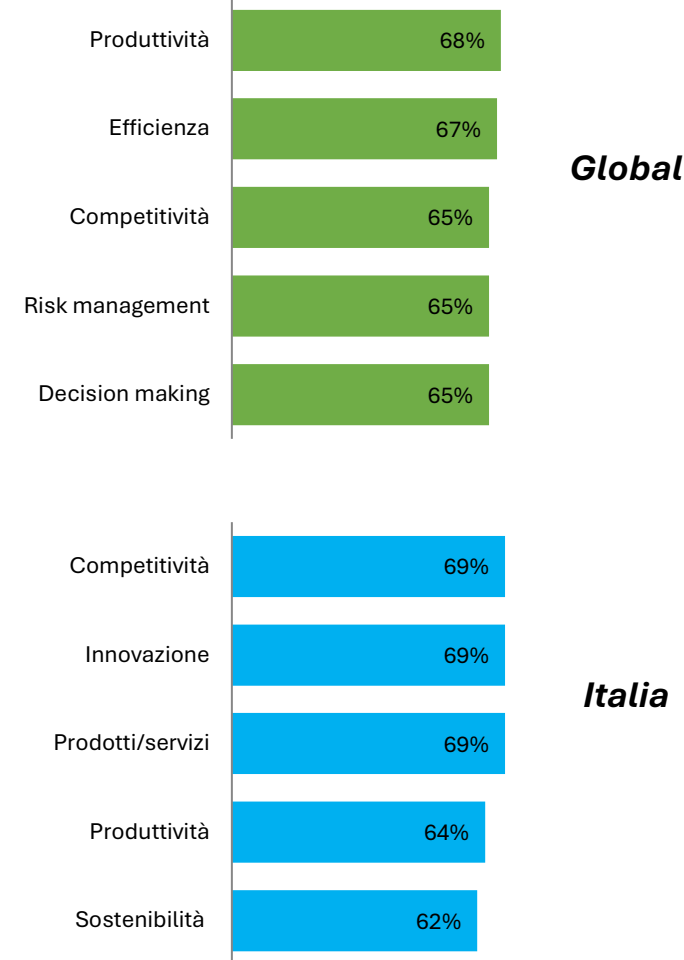 Produttività 68%
Efficienza 67%
Global
Competitività 65%
Risk management 65%
Decision making 65%
Competitività 69%
Innovazione 69%
Italia
Prodotti/servizi 69%
Produttività 64%
Sostenibilità 62%